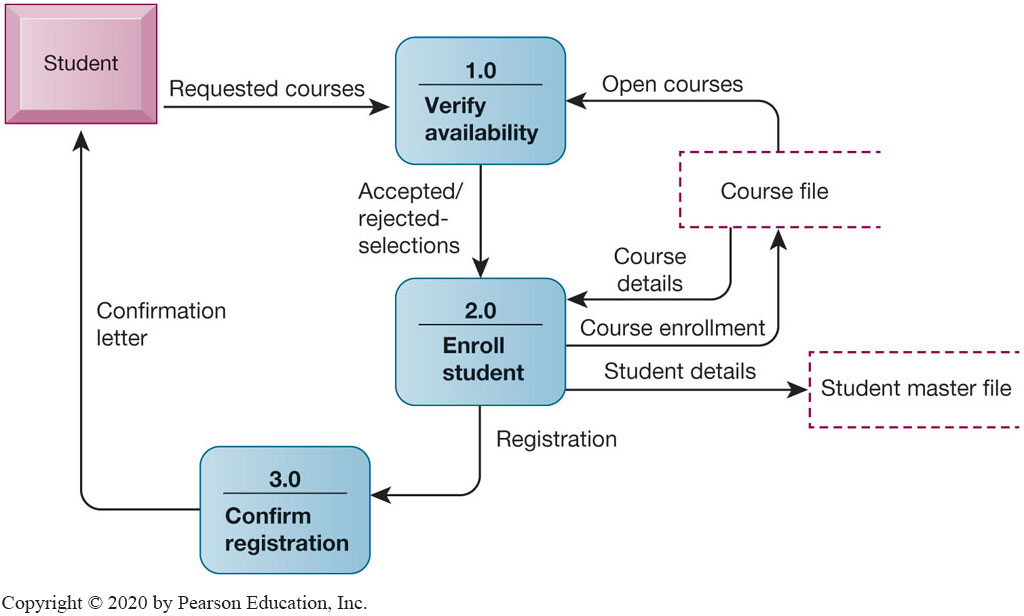 Student
Requested courses
1.0
Verify
availability
Open courses
Course file
Accepted/
rejected-
selections
Course
details
2.0
Enroll
student
Course enrollment
Student details
Student master file
Confirmation
letter
Registration
3.0
Confirm
registration
Copyright © 2020 by Pearson Education, Inc.